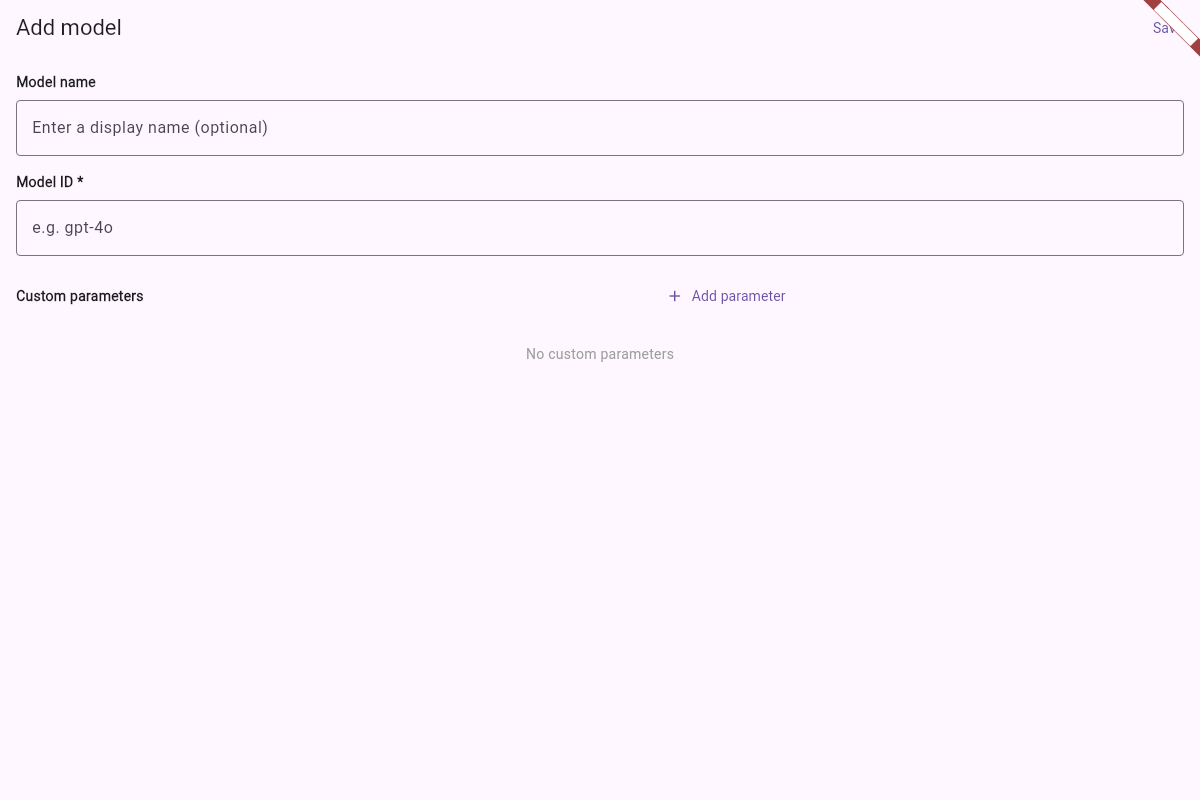 Add model
Model name
Enter a display name (optional)
Model ID *
e.g. gpt-4o
Custom parameters
Add parameter
No custom parameters